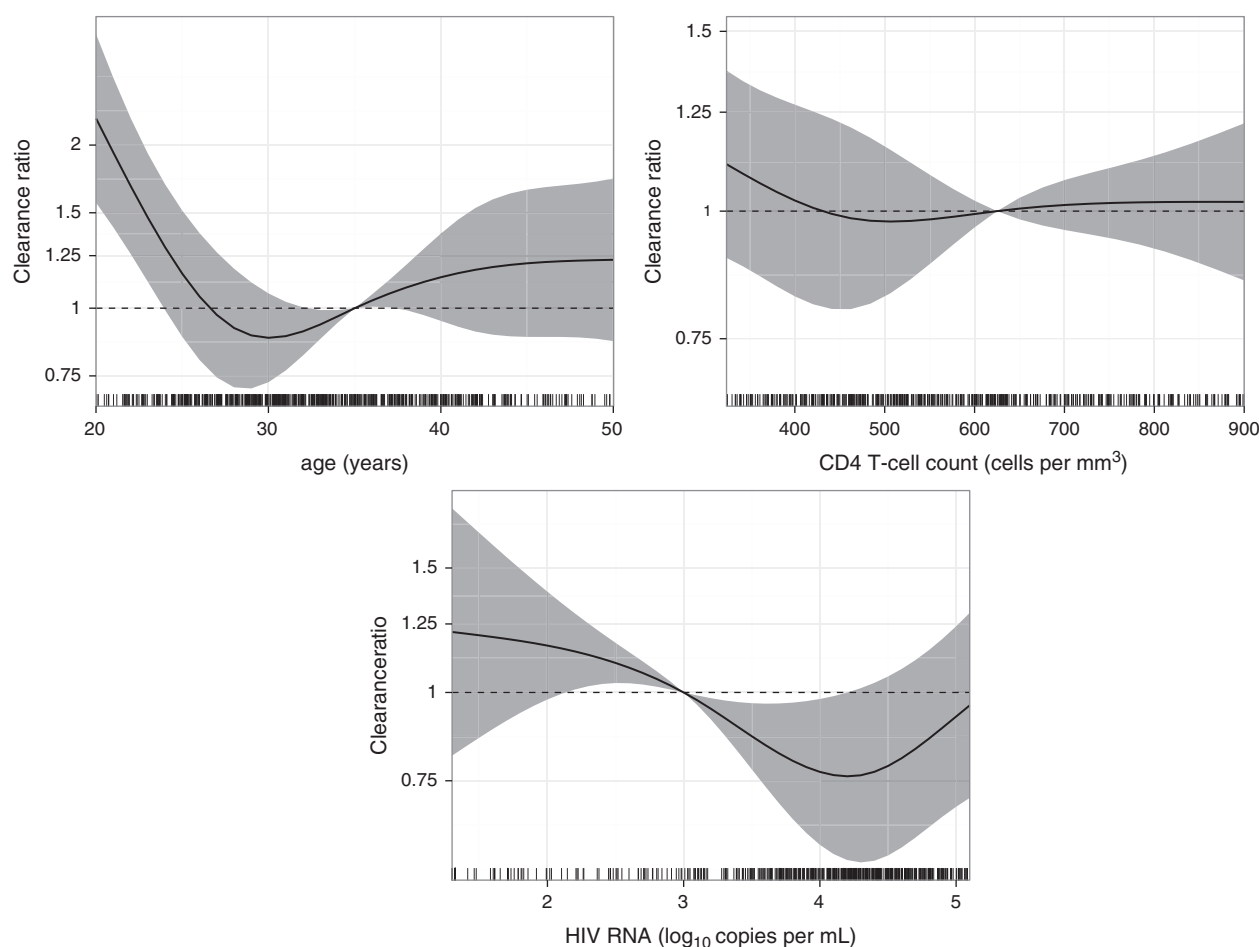 Clearance ratio
2
1.5
1.25
1
0.75
20 30 40 50
age (years)
Clearance ratio
1.5
1.25
1
0.75
400 500 600 700 800 900
CD4 T-cell count (cells per mm³)
Clearanceratio
1.5
1.25
1
0.75
2 3 4 5
HIV RNA (log₁₀ copies per mL)